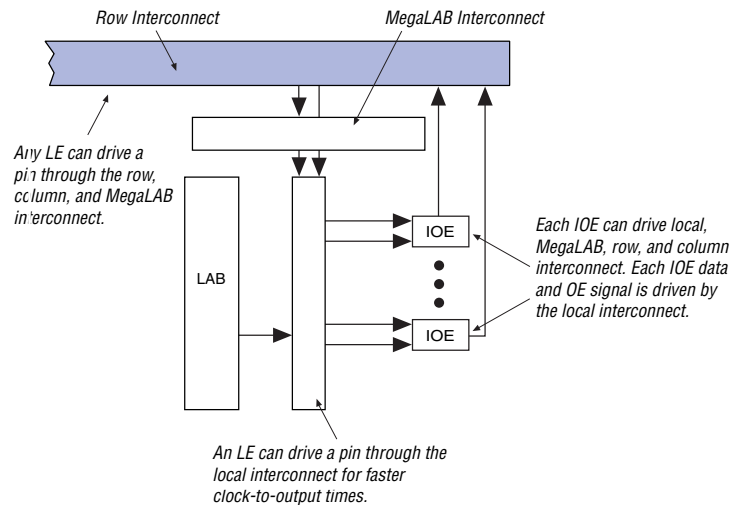 Row Interconnect
MegaLAB Interconnect
Any LE can drive a
pin through the row,
column, and MegaLAB
interconnect.
LAB
IOE
IOE
Each IOE can drive local,
MegaLAB, row, and column
interconnect. Each IOE data
and OE signal is driven by
the local interconnect.
An LE can drive a pin through the
local interconnect for faster
clock-to-output times.